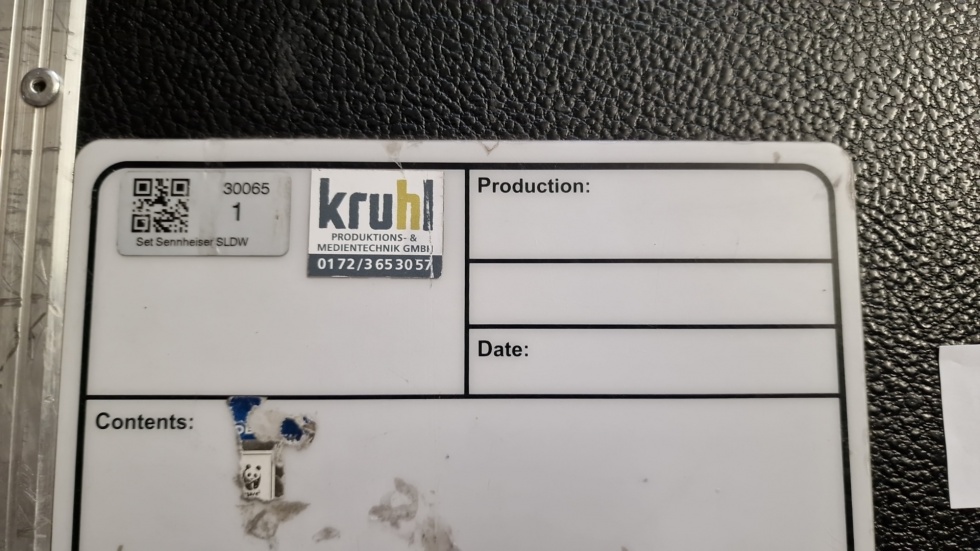 30065
1
Set Sennheiser SLDW
kruhl
PRODUKTIONS- &
MEDIENTECHNIK GMBH
0172/3653057
Production:
Date:
Contents: